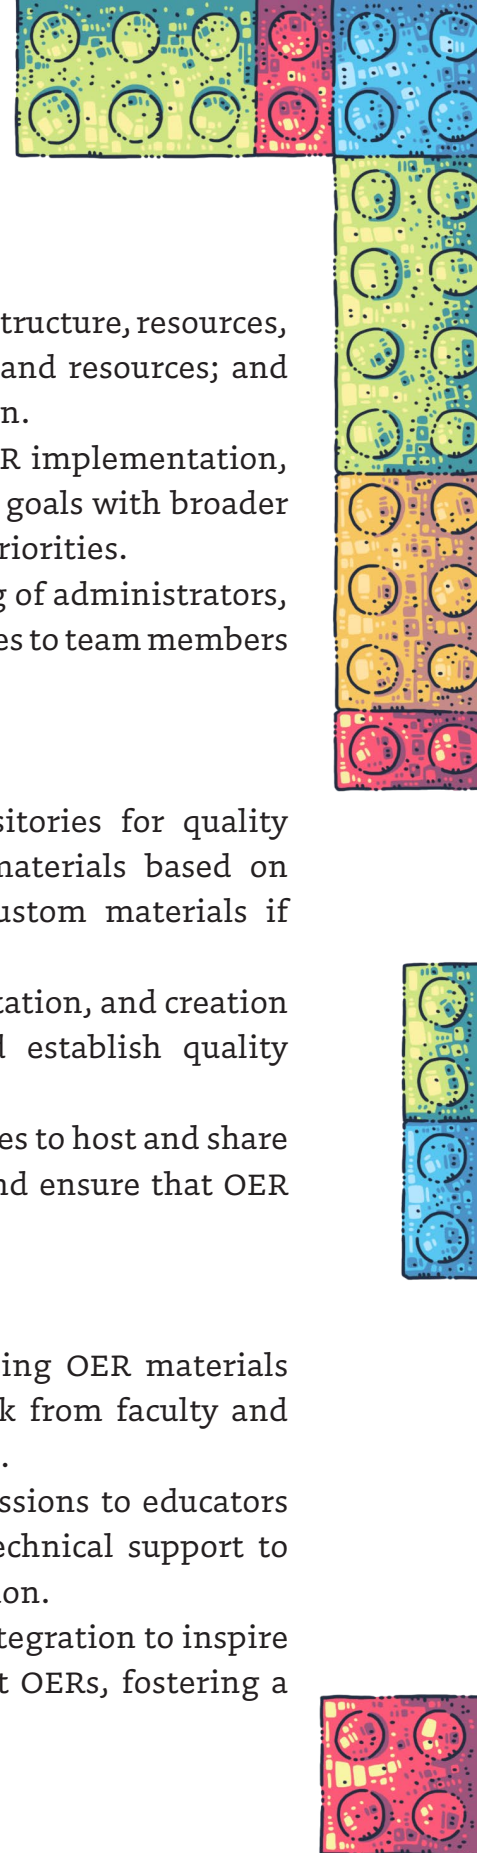 tructure, resources,
and resources; and
n.
R implementation,
goals with broader
riorities.
g of administrators,
es to team members
sitories for quality
materials based on
ustom materials if
tation, and creation
d establish quality
es to host and share
nd ensure that OER
ing OER materials
k from faculty and
.
ssions to educators
echnical support to
ion.
tegration to inspire
t OERs, fostering a